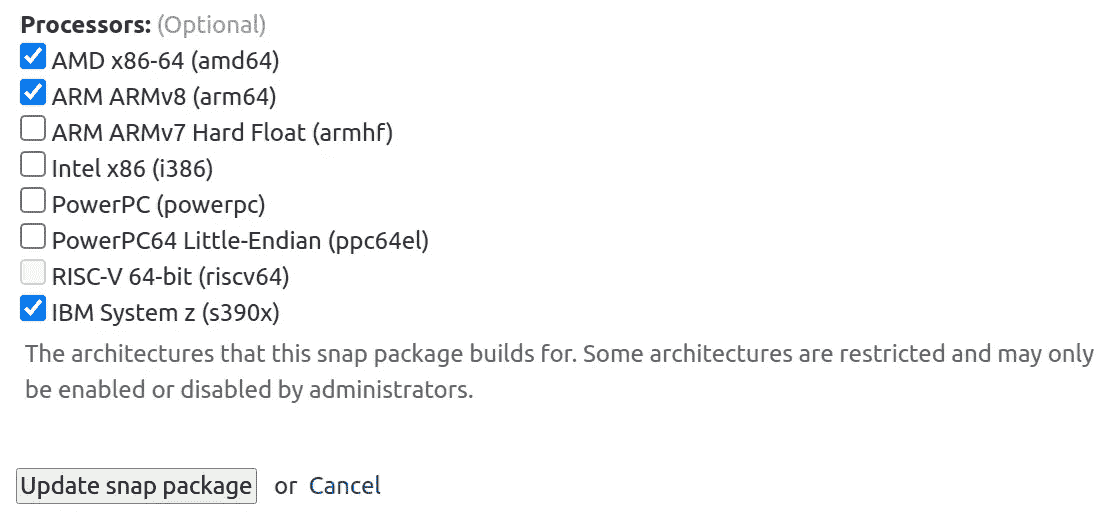 Processors: (Optional)
AMD x86-64 (amd64)
ARM ARMv8 (arm64)
ARM ARMv7 Hard Float (armhf)
Intel x86 (i386)
PowerPC (powerpc)
PowerPC64 Little-Endian (ppc64el)
RISC-V 64-bit (riscv64)
IBM System z (s390x)
The architectures that this snap package builds for. Some architectures are restricted and may only
be enabled or disabled by administrators.
Update snap package or Cancel